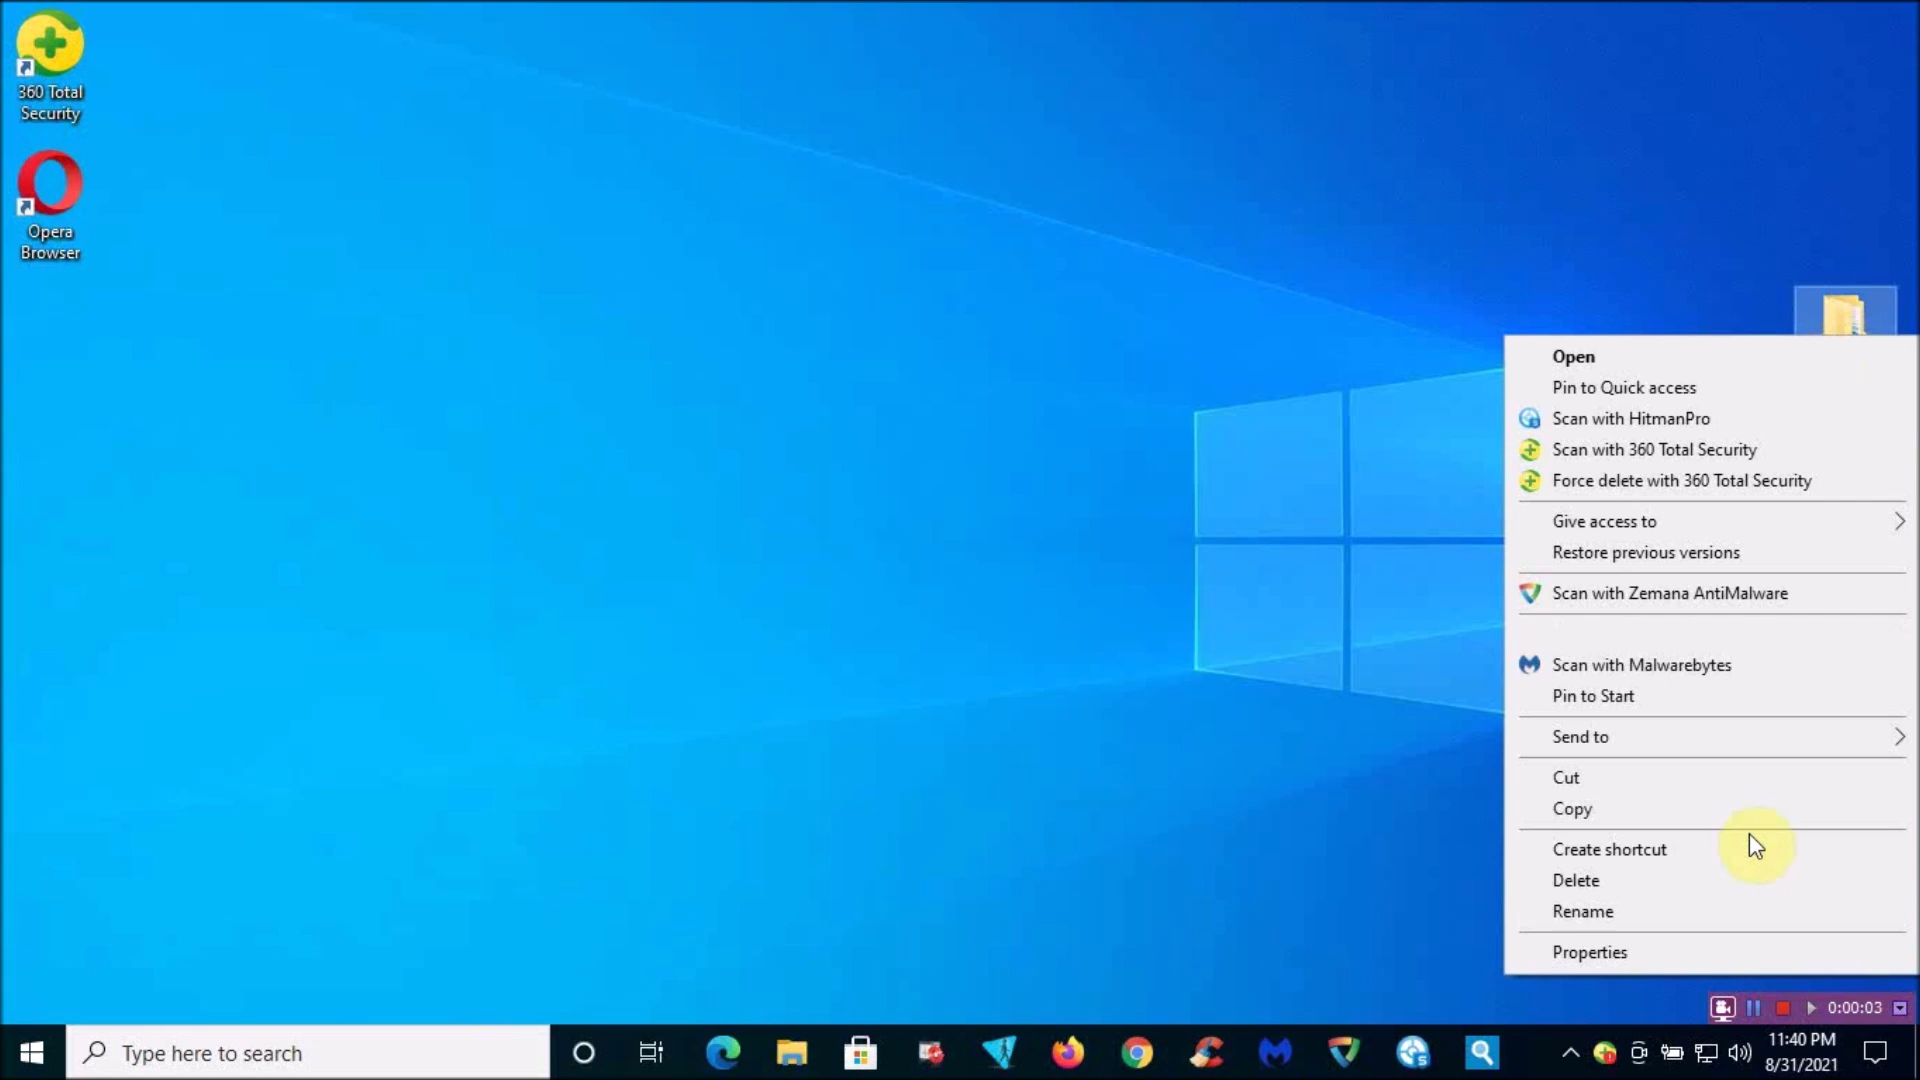 360 Total
Security
Opera
Browser
Open
Pin to Quick access
Scan with HitmanPro
Scan with 360 Total Security
Force delete with 360 Total Security
Give access to
Restore previous versions
Scan with Zemana AntiMalware
Scan with Malwarebytes
Pin to Start
Send to
Cut
Copy
Create shortcut
Delete
Rename
Properties
0:00:03
Type here to search
11:40 PM
8/31/2021